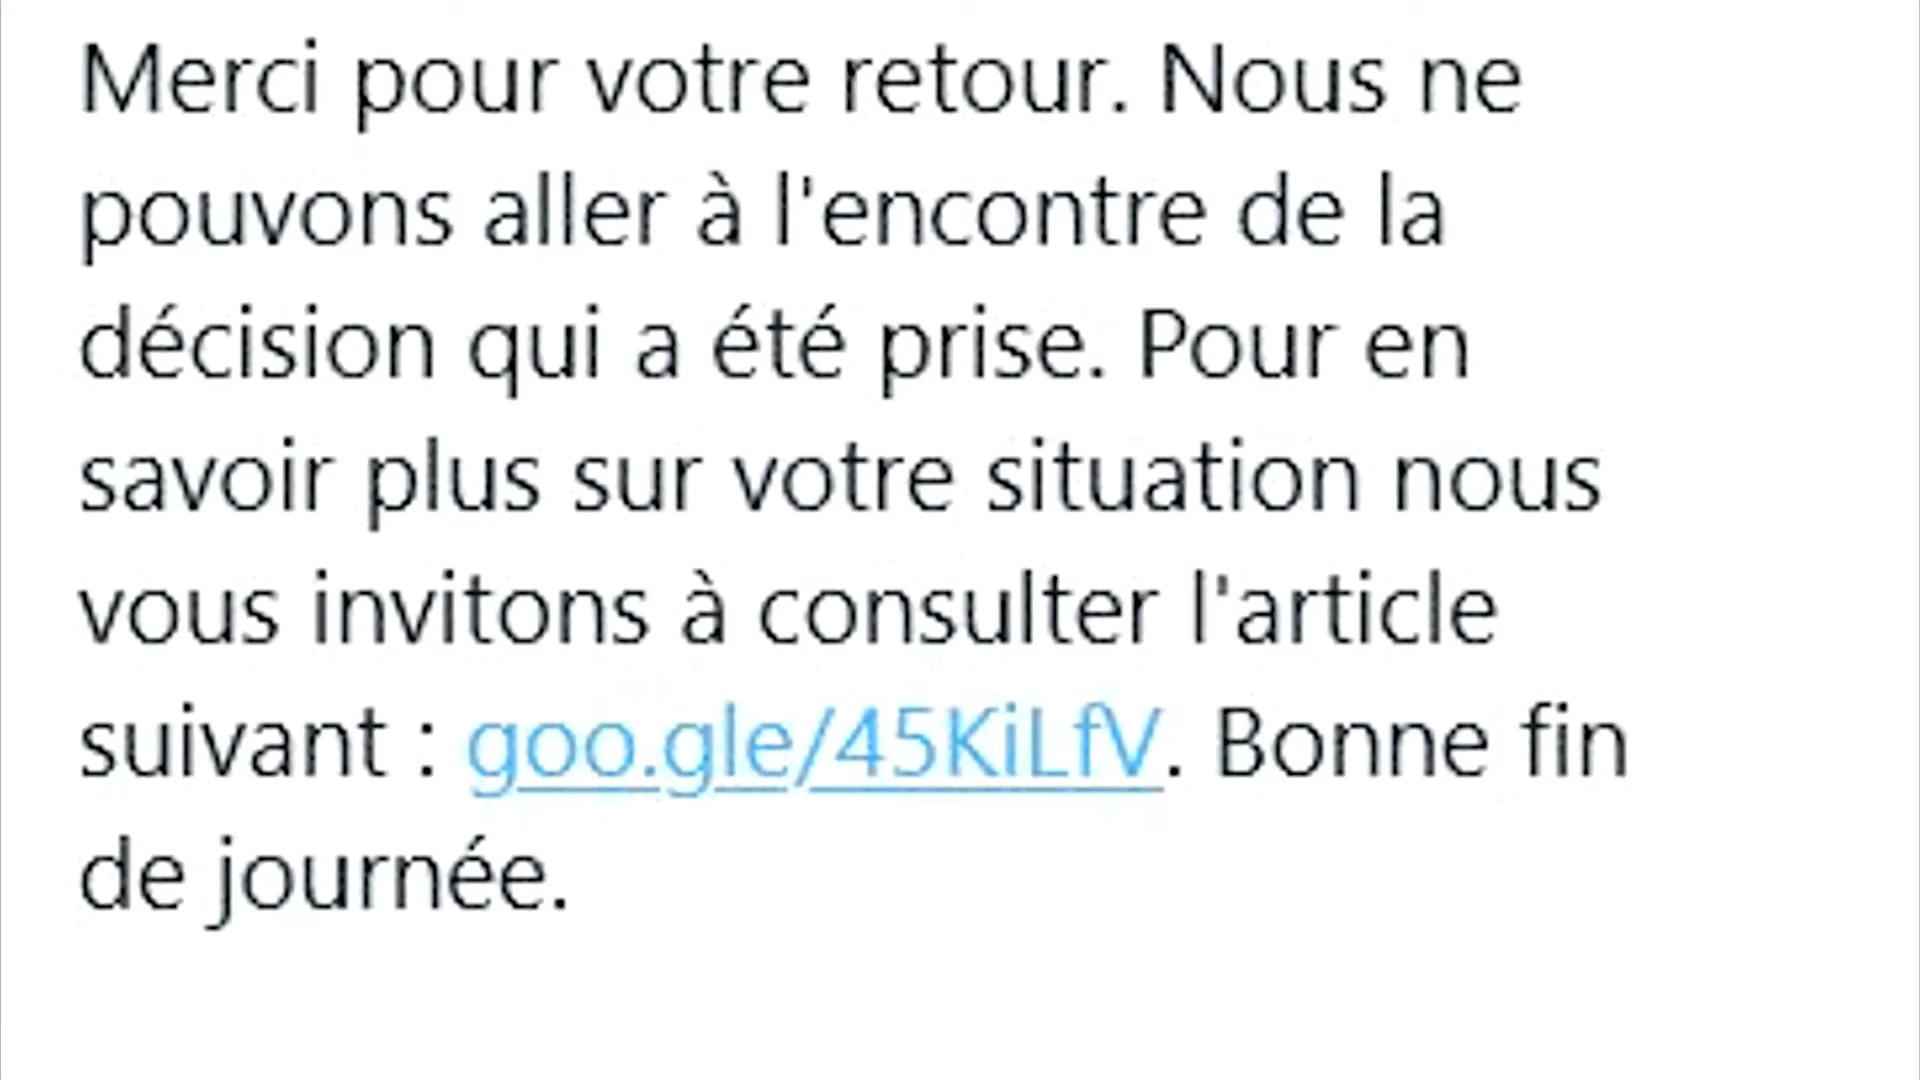 Merci pour votre retour. Nous ne
pouvons aller à l'encontre de la
décision qui a été prise. Pour en
savoir plus sur votre situation nous
vous invitons à consulter l'article
suivant : goo.gle/45KiLfV. Bonne fin
de journée.